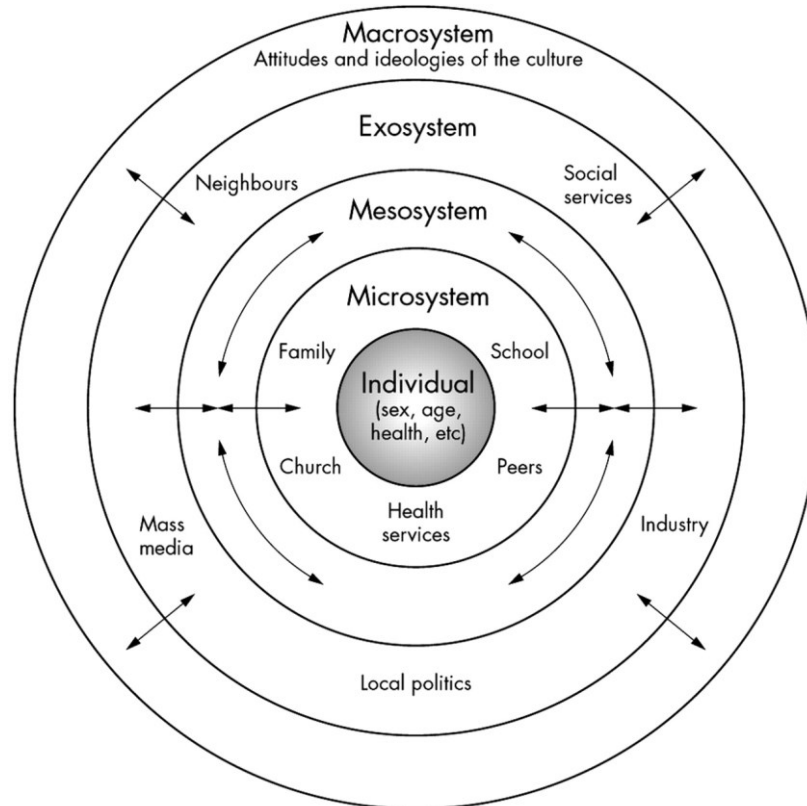 Macrosystem
Attitudes and ideologies of the culture
Exosystem
Neighbours
Social
services
Mesosystem
Microsystem
Family
School
Individual
(sex, age,
health, etc)
Church
Peers
Health
services
Mass
media
Industry
Local politics